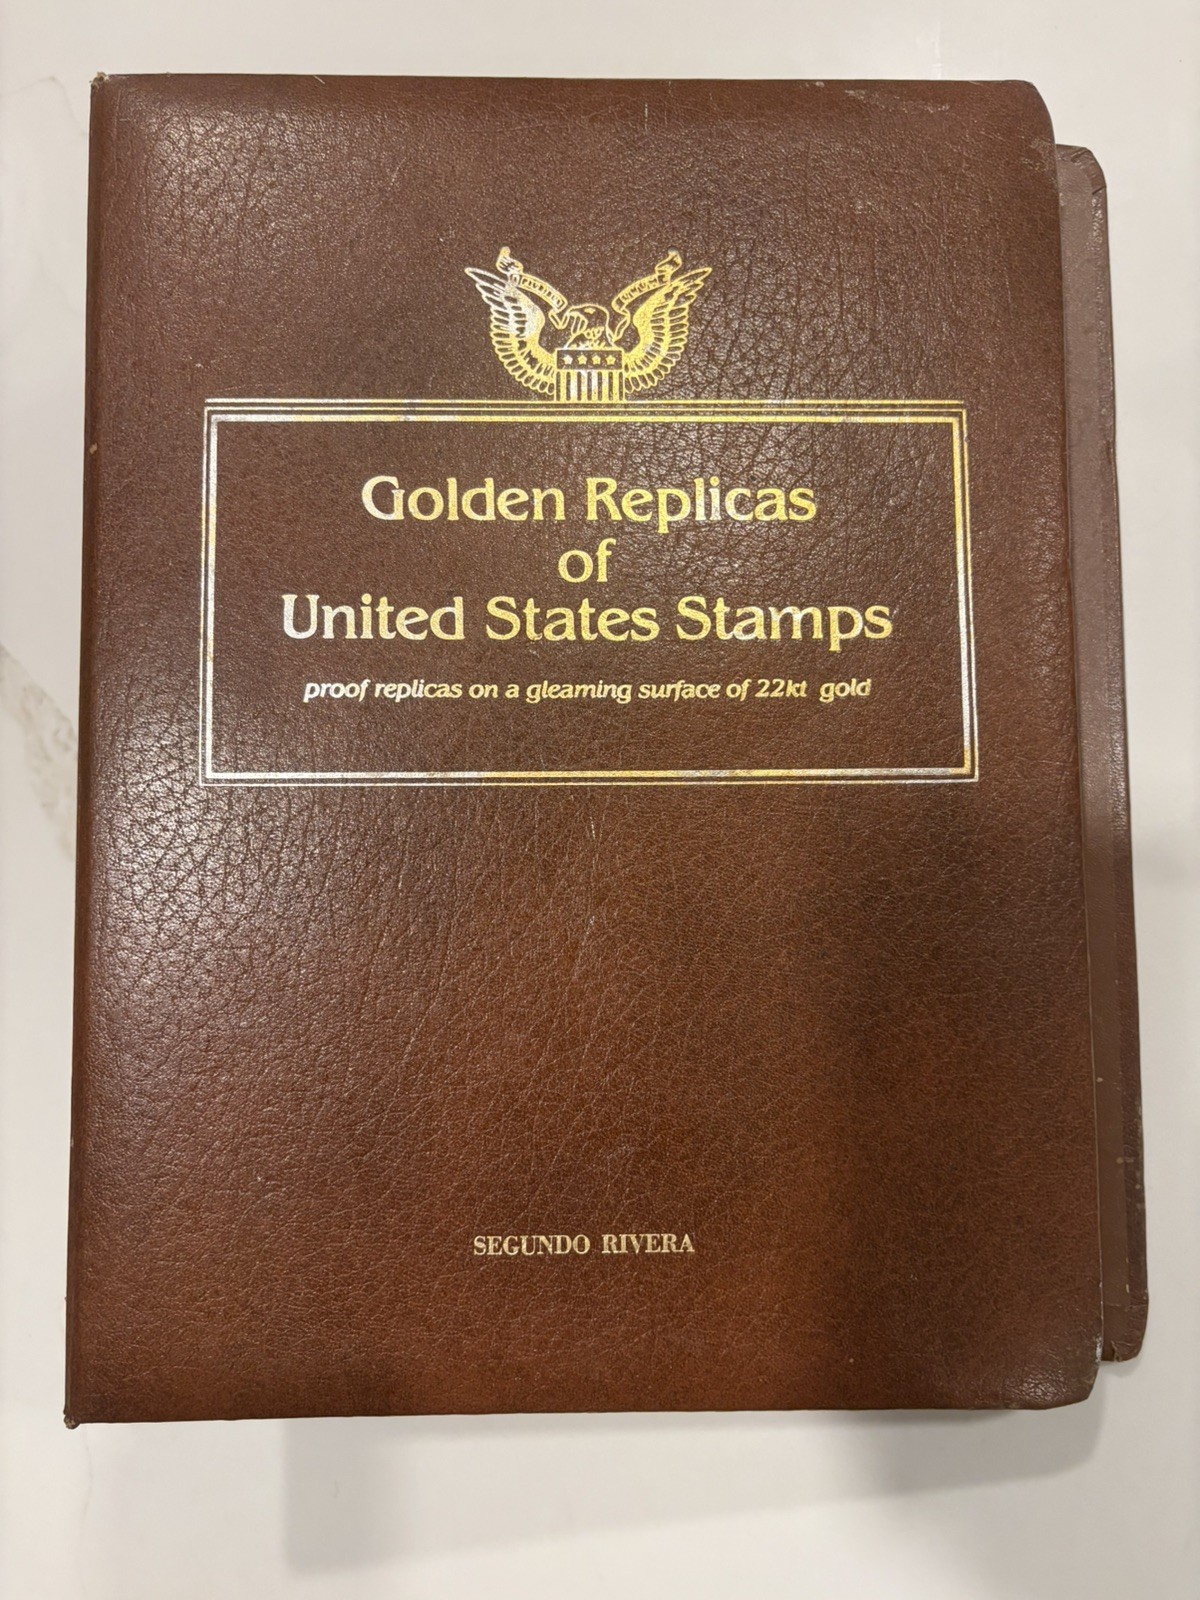 Golden Replicas
of
United States Stamps
proof replicas on a gleaming surface of 22kt gold
SEGUNDO RIVERA